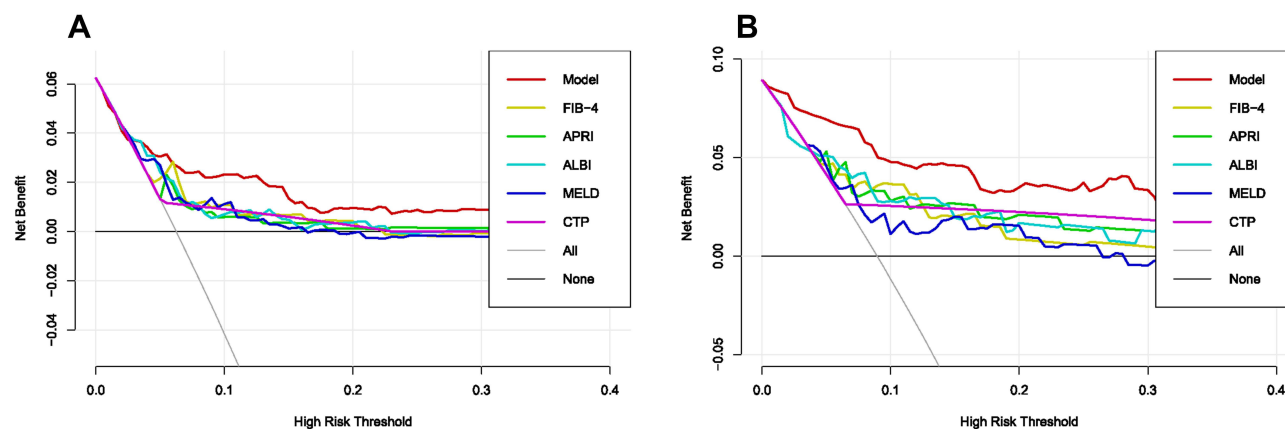 A
Net Benefit
0.06
0.04
0.02
0.00
−0.02
−0.04
0.0
0.1
0.2
0.3
0.4
High Risk Threshold
Model
FIB−4
APRI
ALBI
MELD
CTP
All
None
B
Net Benefit
0.10
0.05
0.00
−0.05
0.0
0.1
0.2
0.3
0.4
High Risk Threshold
Model
FIB−4
APRI
ALBI
MELD
CTP
All
None